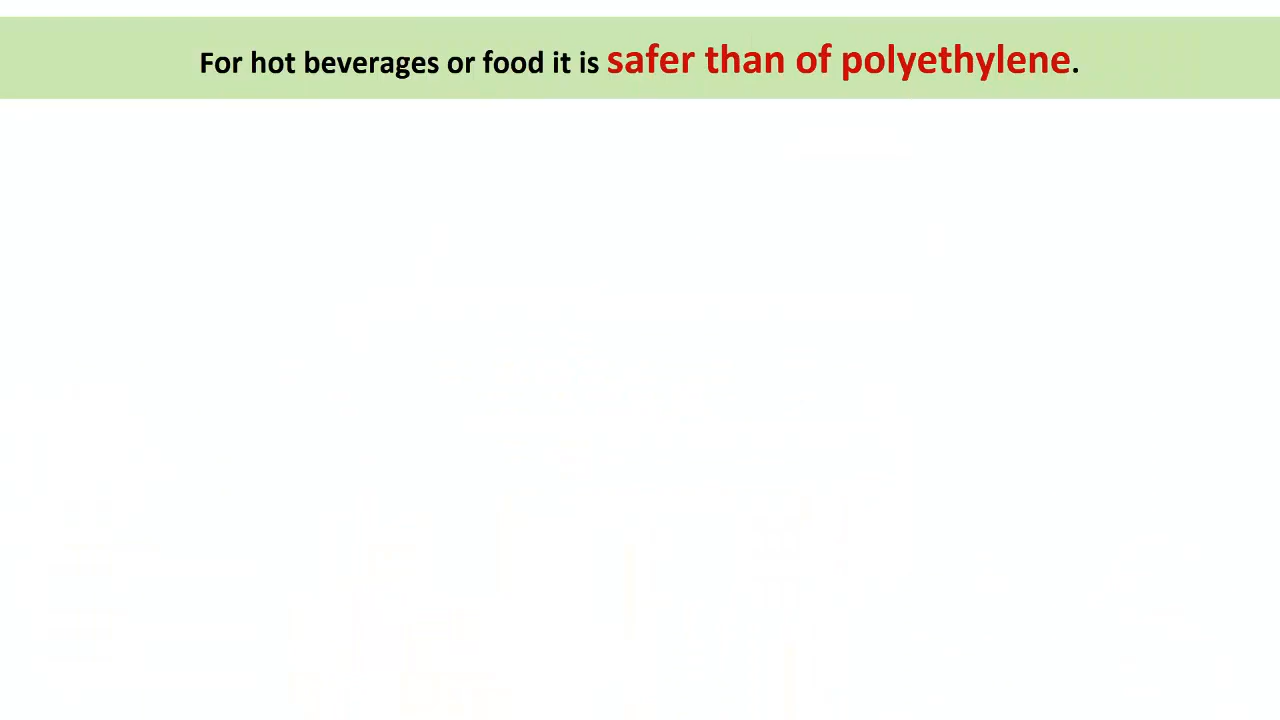 For hot beverages or food it is safer than of polyethylene.